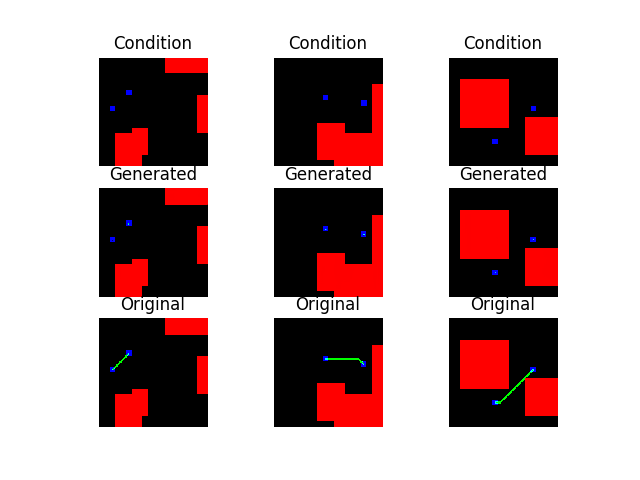 Condition Condition Condition
Generated Generated Generated
Original Original Original